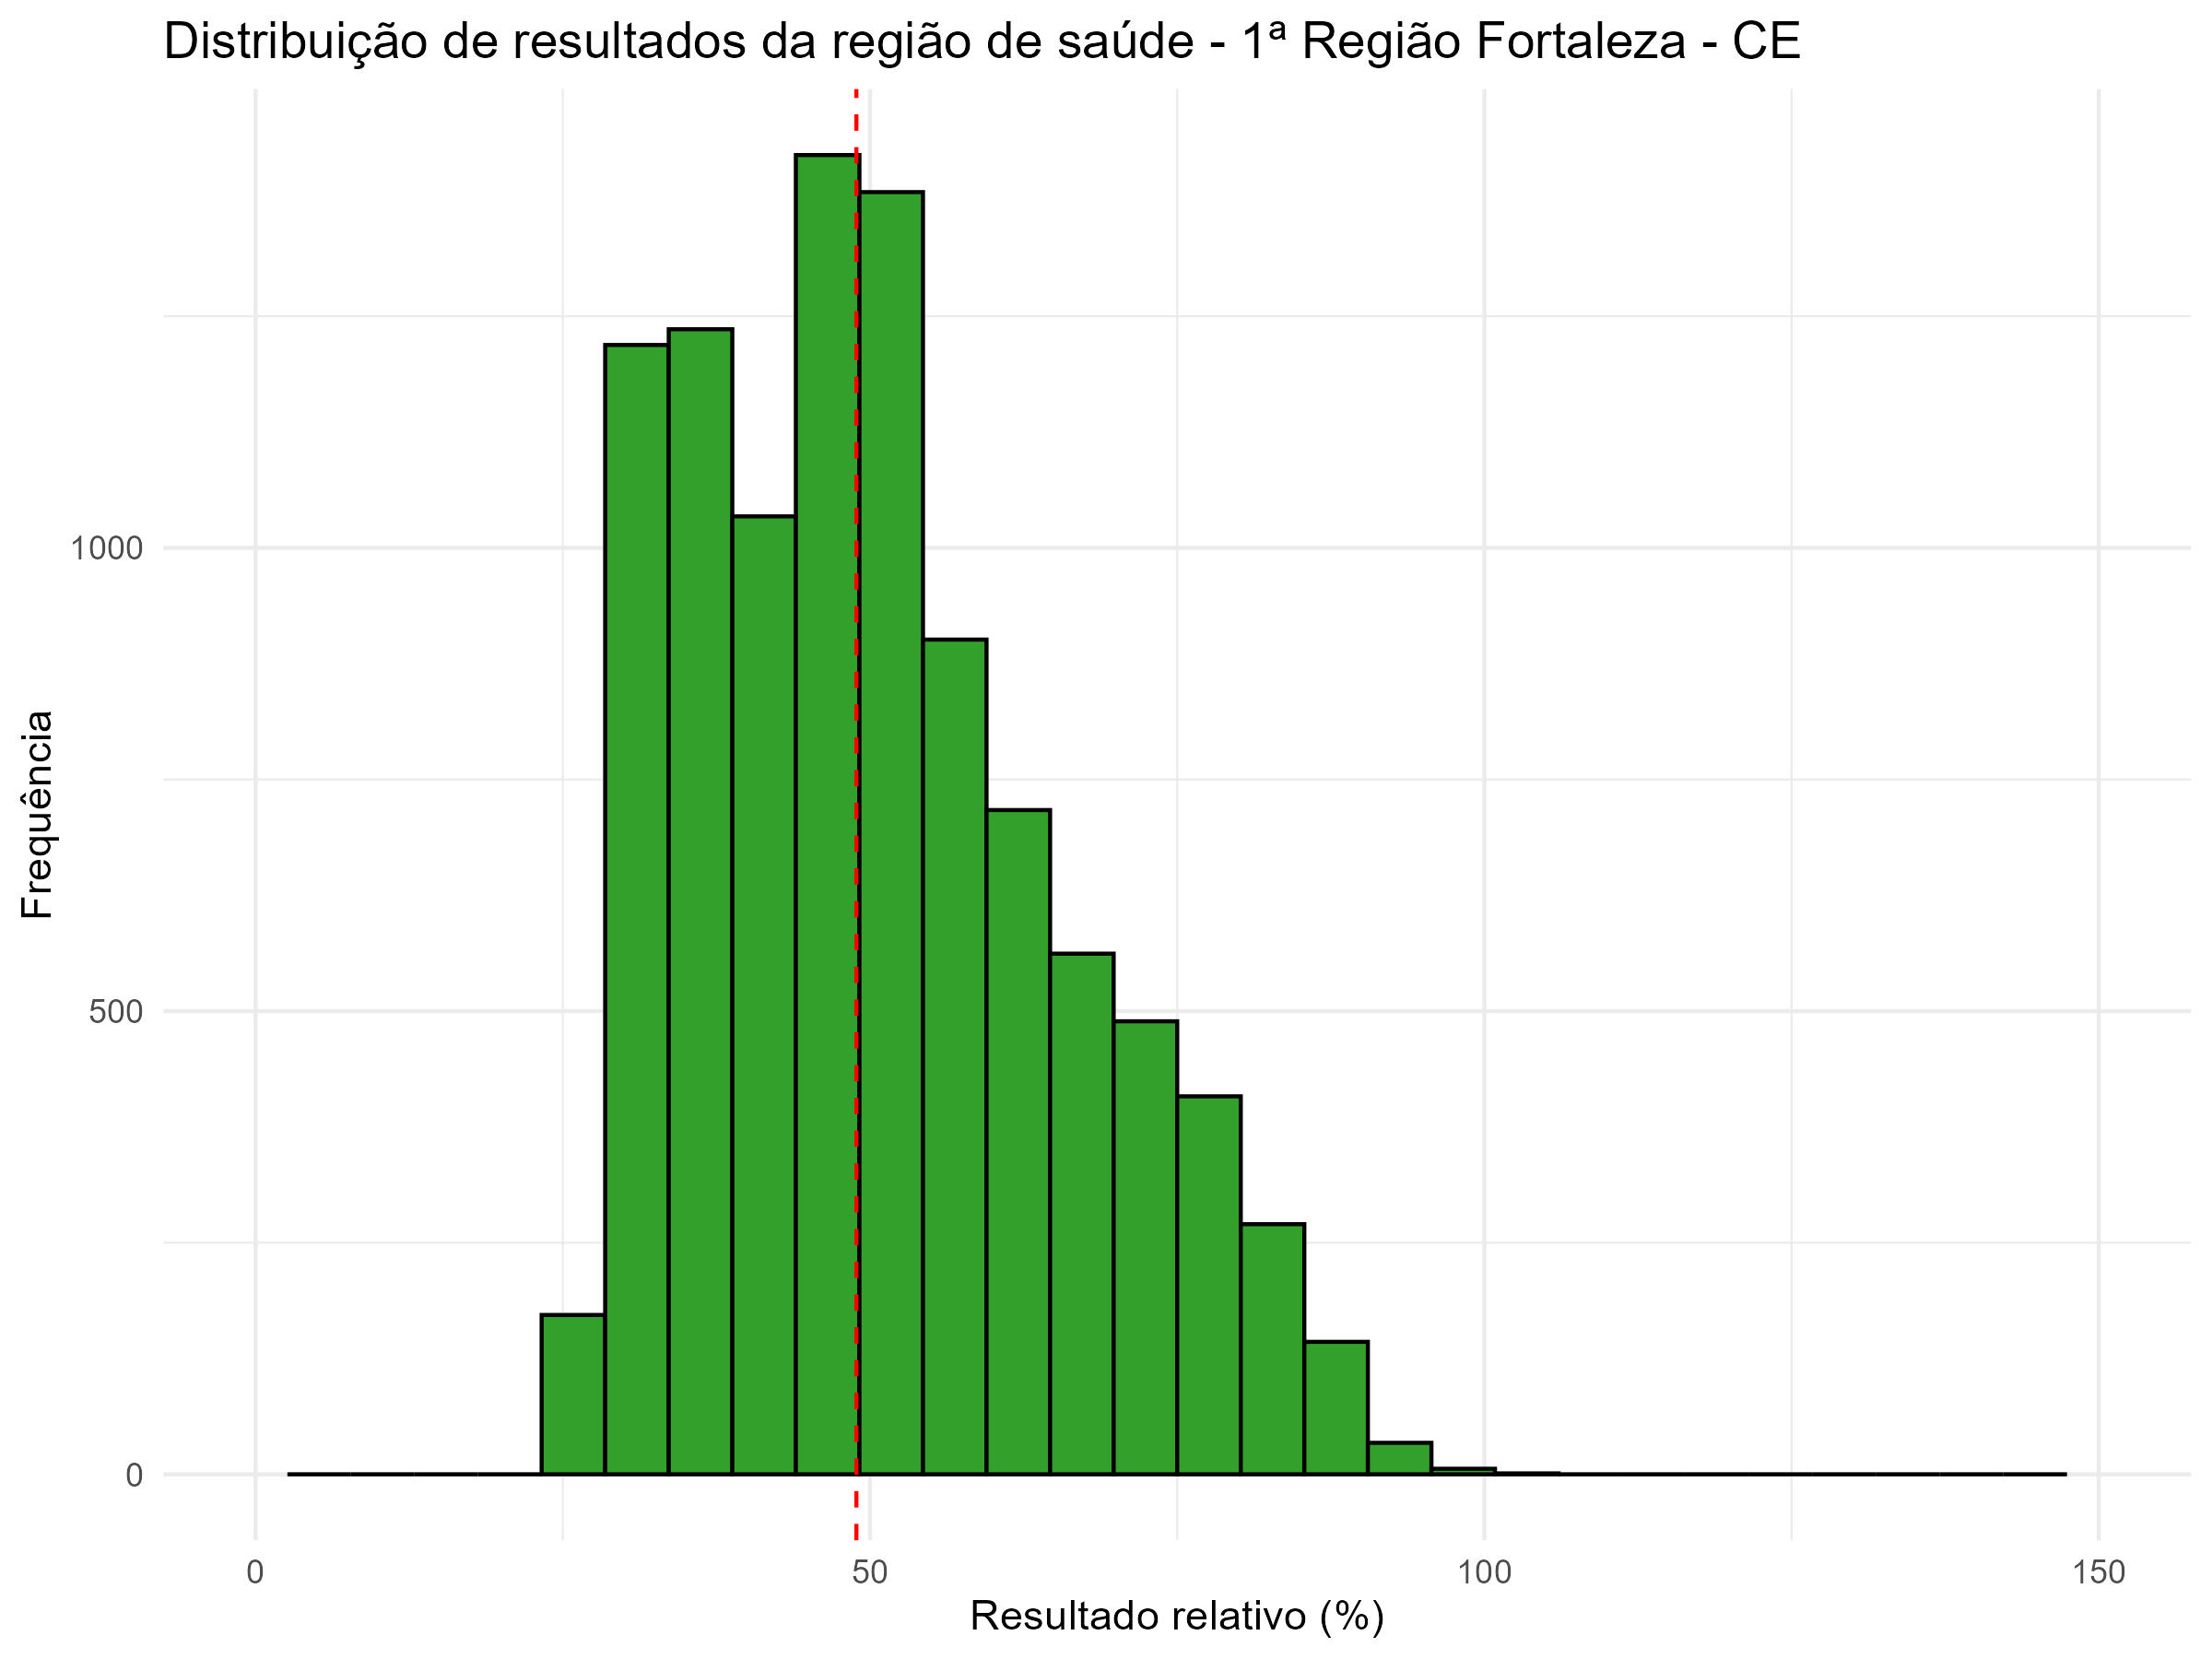 Distribuição de resultados da região de saúde - 1ª Região Fortaleza - CE
Frequência
1000
500
0
0
50
100
150
Resultado relativo (%)